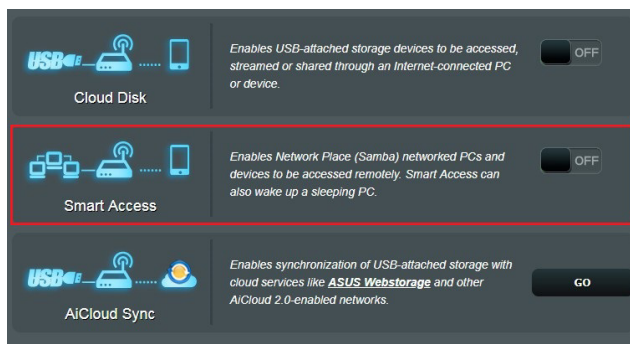 USB
Cloud Disk
Enables USB-attached storage devices to be accessed,
streamed or shared through an Internet-connected PC
or device.
OFF
Smart Access
Enables Network Place (Samba) networked PCs and
devices to be accessed remotely. Smart Access can
also wake up a sleeping PC.
OFF
USB
AiCloud Sync
Enables synchronization of USB-attached storage with
cloud services like ASUS Webstorage and other
AiCloud 2.0-enabled networks.
GO